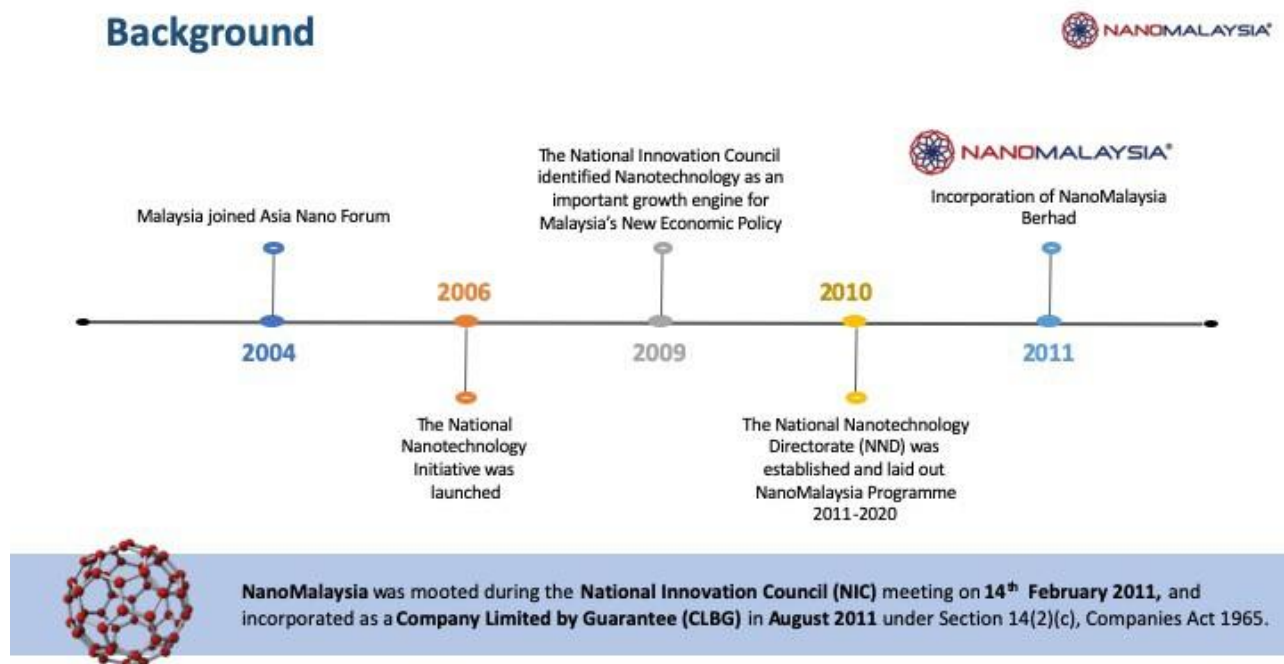 Background
NANOMALAYSIA®
Malaysia joined Asia Nano Forum
2004
2006
The National
Nanotechnology
Initiative was
launched
The National Innovation Council
identified Nanotechnology as an
important growth engine for
Malaysia’s New Economic Policy
2009
2010
The National Nanotechnology
Directorate (NND) was
established and laid out
NanoMalaysia Programme
2011-2020
NANOMALAYSIA®
Incorporation of NanoMalaysia
Berhad
2011
NanoMalaysia was mooted during the National Innovation Council (NIC) meeting on 14th February 2011, and
incorporated as a Company Limited by Guarantee (CLBG) in August 2011 under Section 14(2)(c), Companies Act 1965.